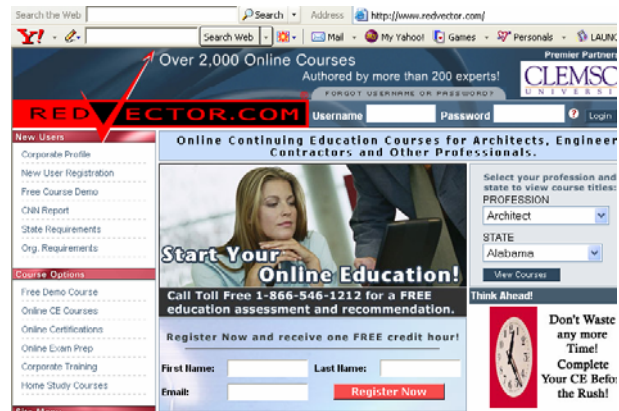 Search the Web
Search
Address
http://www.redvector.com/
Y!
Search Web
Mail
My Yahoo!
Games
Personals
LAUNC
Over 2,000 Online Courses
Authored by more than 200 experts!
Premier Partner
CLEMSO
UNIVERSI
FORGOT USERNAME OR PASSWORD?
REDVECTOR.COM
Username
Password
?
Login
New Users
Corporate Profile
New User Registration
Free Course Demo
CNN Report
State Requirements
Org. Requirements
Course Options
Free Demo Course
Online CE Courses
Online Certifications
Online Exam Prep
Corporate Training
Home Study Courses
Online Continuing Education Courses for Architects, Engineer
Contractors and Other Professionals.
Start Your
Online Education!
Call Toll Free 1-866-546-1212 for a FREE
education assessment and recommendation.
Register Now and receive one FREE credit hour!
First Name:
Last Name:
Email:
Register Now
Select your profession and
state to view course titles:
PROFESSION
Architect
STATE
Alabama
View Courses
Think Ahead!
Don't Waste
any more
Time!
Complete
Your CE Befor
the Rush!